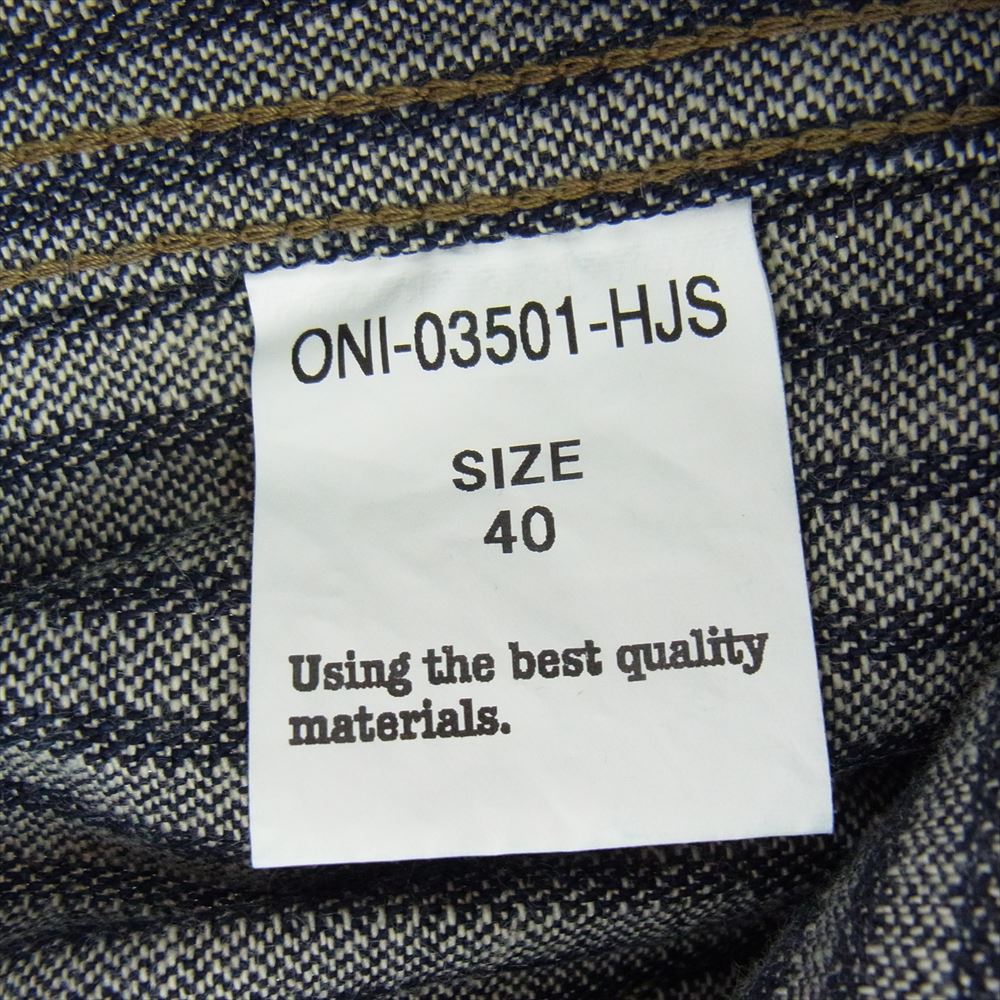 ONI-03501-HJS
SIZE
40
Using the best quality
materials.